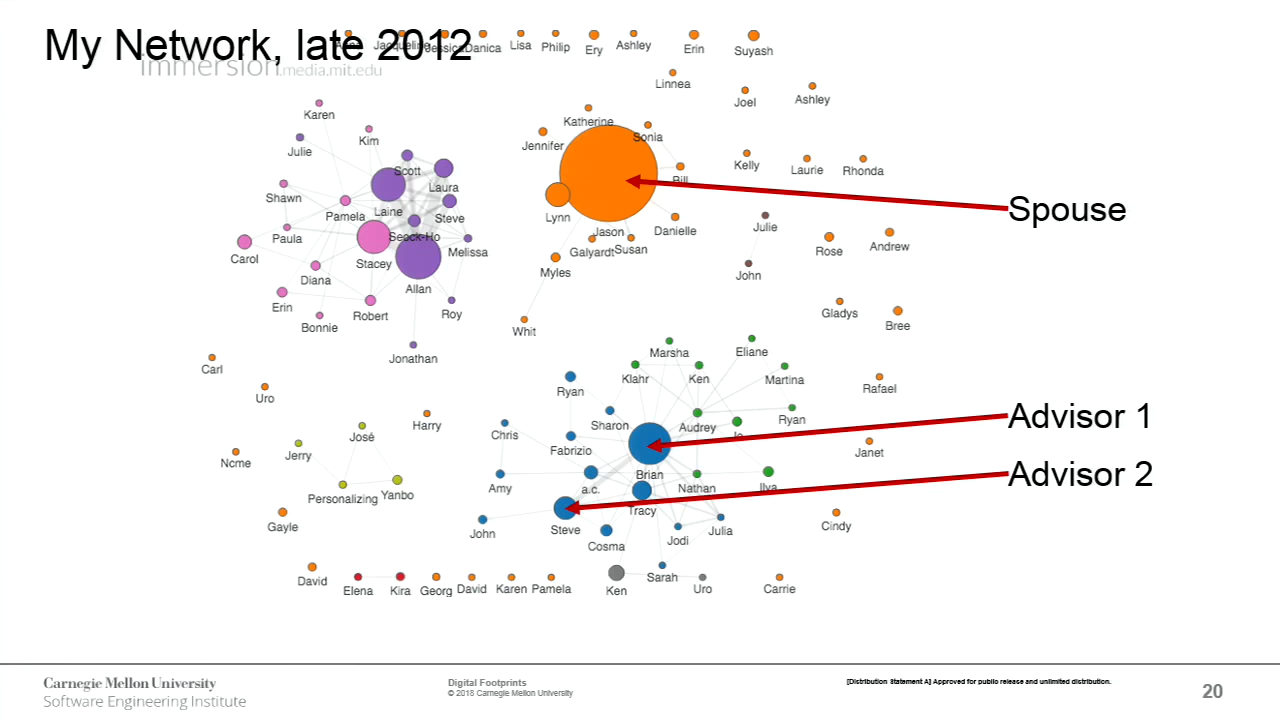 My Network, late 2012
immersion.media.mit.edu
Jacqueline
Jessica
Danica
Lisa
Philip
Ery
Ashley
Erin
Suyash
Linnea
Joel
Ashley
Karen
Kim
Julie
Katherine
Sonia
Jennifer
Scott
Laura
Bill
Kelly
Laurie
Rhonda
Shawn
Pamela
Laine
Steve
Lynn
Spouse
Paula
Seock-Ho
Jason
Danielle
Julie
Carol
Stacey
Melissa
Galyardt
Susan
Rose
Andrew
Diana
Allan
Myles
John
Erin
Robert
Roy
Bonnie
Whit
Gladys
Bree
Jonathan
Marsha
Eliane
Carl
Klahr
Ken
Martina
Uro
Ryan
Rafael
Harry
Chris
Sharon
Audrey
Ryan
Advisor 1
José
Jerry
Fabrizio
Janet
Ncme
Brian
Advisor 2
Personalizing
Yanbo
Amy
a.c.
Nathan
Ilya
Tracy
Gayle
John
Steve
Cosma
Jodi
Julia
Cindy
David
Elena
Kira
Georg
David
Karen
Pamela
Ken
Sarah
Uro
Carrie
Carnegie Mellon University
Software Engineering Institute
Digital Footprints
© 2018 Carnegie Mellon University
[Distribution Statement A] Approved for public release and unlimited distribution.
20